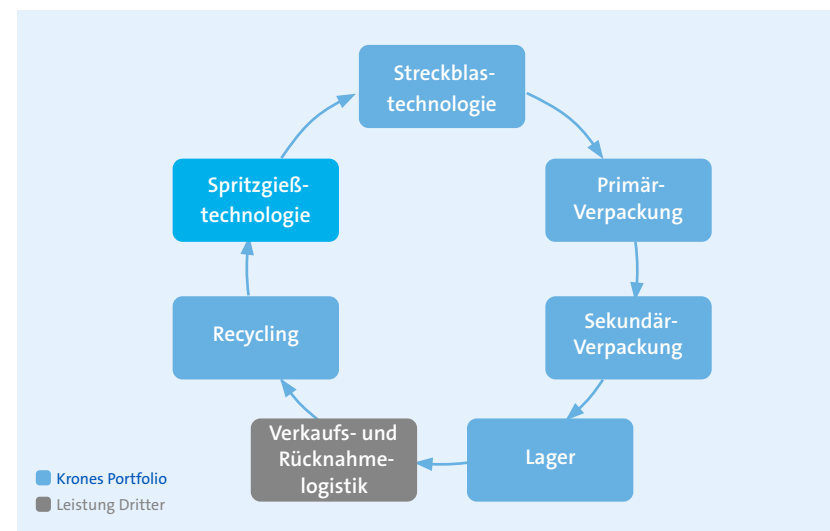 Streckblas-
technologie
Primär-
Verpackung
Sekundär-
Verpackung
Lager
Verkaufs- und
Rücknahme-
logistik
Recycling
Spritzgieß-
technologie
Krones Portfolio
Leistung Dritter